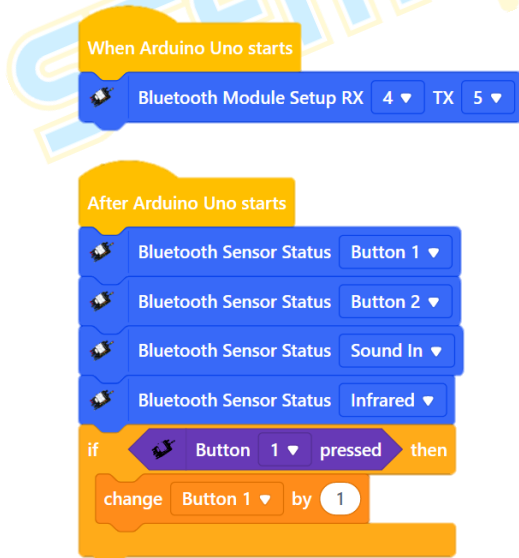 When Arduino Uno starts
Bluetooth Module Setup RX 4 TX 5
After Arduino Uno starts
Bluetooth Sensor Status Button 1
Bluetooth Sensor Status Button 2
Bluetooth Sensor Status Sound In
Bluetooth Sensor Status Infrared
if Button 1 pressed then
change Button 1 by 1